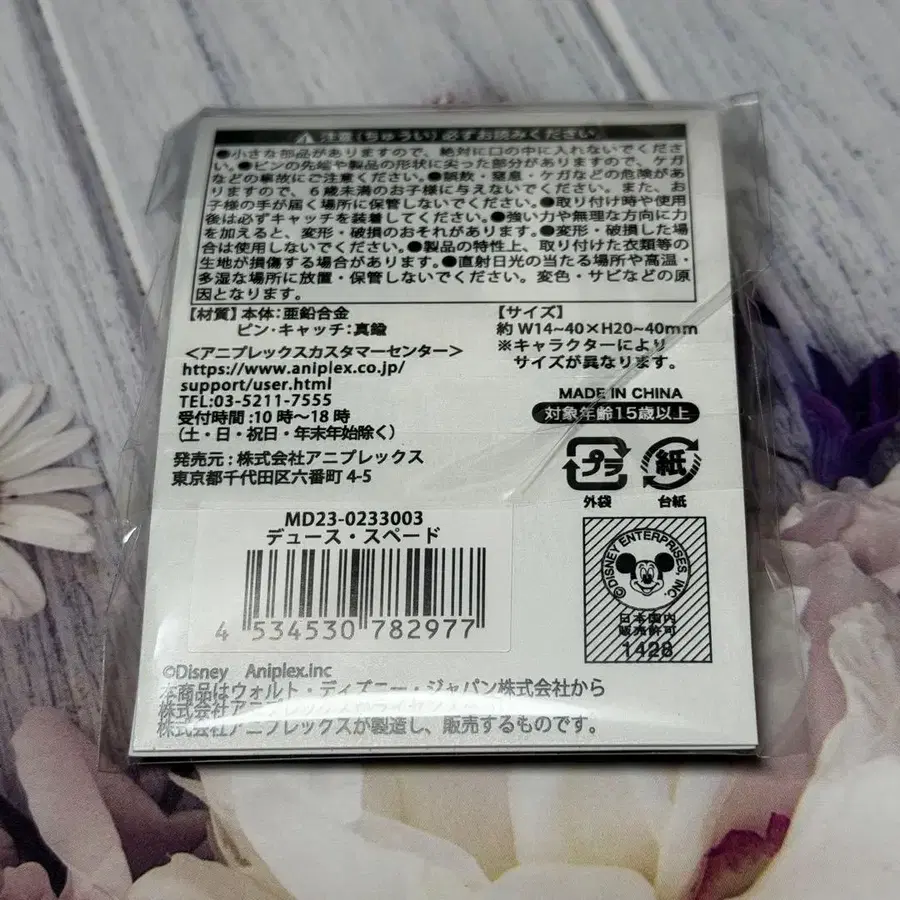 注意(ちゅうい)必ずお読みください
●小さな部品がありますので、絶対に口の中に入れないでくださ
い。●ピンの先端や製品の形状に尖った部分がありますので、ケガ
などの事故にご注意ください。●誤飲・窒息・ケガなどの危険があ
りますので、6歳未満のお子様に与えないでください。また、お
子様の手が届く場所に保管しないでください。●取り付け時や使用
後は必ずキャッチを装着してください。●強い力や無理な方向に力
を加えると、変形・破損のおそれがあります。●変形・破損した場
合は使用しないでください。●製品の特性上、取り付けた衣類等の
生地が損傷する場合があります。●直射日光の当たる場所や高温・
多湿な場所に放置・保管しないでください。変色・サビなどの原
因となります。
【材質】本体:亜鉛合金
ピン・キャッチ:真鍮
【サイズ】
約 W14~40×H20~40mm
※キャラクターにより
サイズが異なります。
<アニプレックスカスタマーセンター>
https://www.aniplex.co.jp/
support/user.html
TEL:03-5211-7555
受付時間:10時~18時
(土・日・祝日・年末年始除く)
発売元:株式会社アニプレックス
東京都千代田区六番町 4-5
MADE IN CHINA
対象年齢15歳以上
プラ
外袋
紙
台紙
MD23-0233003
デュース・スペード
4 534530 782977
©DISNEY ENTERPRISES, INC.
日本国内
販売許可
1428
©Disney Aniplex.inc
本商品はウォルト・ディズニー・ジャパン株式会社から
株式会社アニプレックスが
株式会社アニプレックスが製造し、販売するものです。